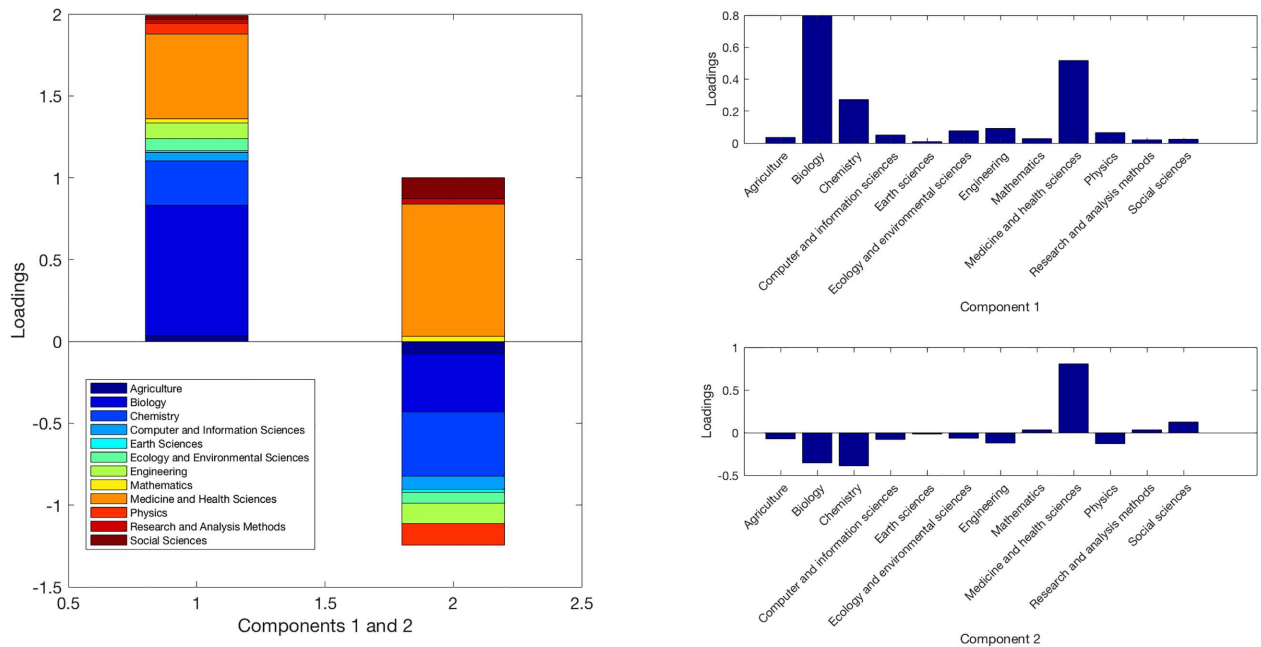 2
1.5
1
0.5
0
-0.5
-1
-1.5
Loadings
Agriculture
Biology
Chemistry
Computer and Information Sciences
Earth Sciences
Ecology and Environmental Sciences
Engineering
Mathematics
Medicine and Health Sciences
Physics
Research and Analysis Methods
Social Sciences
0.5
1
1.5
2
2.5
Components 1 and 2
0.8
0.6
0.4
0.2
0
Loadings
Agriculture
Biology
Chemistry
Computer and information sciences
Earth sciences
Ecology and environmental sciences
Engineering
Mathematics
Medicine and health sciences
Physics
Research and analysis methods
Social sciences
Component 1
1
0.5
0
-0.5
Loadings
Agriculture
Biology
Chemistry
Computer and information sciences
Earth sciences
Ecology and environmental sciences
Engineering
Mathematics
Medicine and health sciences
Physics
Research and analysis methods
Social sciences
Component 2